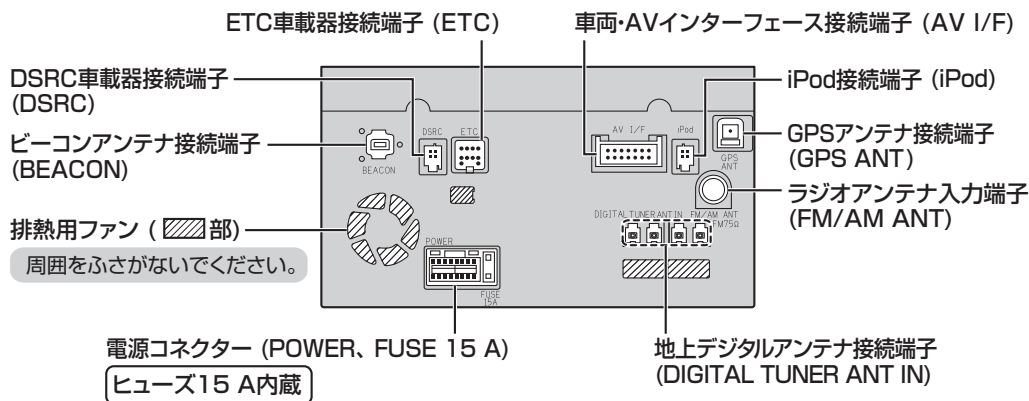 ETC車載器接続端子 (ETC)
車両・AVインターフェース接続端子 (AV I/F)
DSRC車載器接続端子
(DSRC)
iPod接続端子 (iPod)
ビーコンアンテナ接続端子
(BEACON)
GPSアンテナ接続端子
(GPS ANT)
ラジオアンテナ入力端子
(FM/AM ANT)
排熱用ファン (部)
周囲をふさがないでください。
DSRC
ETC
BEACON
AV I/F
iPod
GPS
ANT
DIGITAL TUNER ANT IN
FM/AM ANT
FM75Ω
POWER
FUSE
15A
電源コネクター (POWER、FUSE 15 A)
ヒューズ15 A内蔵
地上デジタルアンテナ接続端子
(DIGITAL TUNER ANT IN)